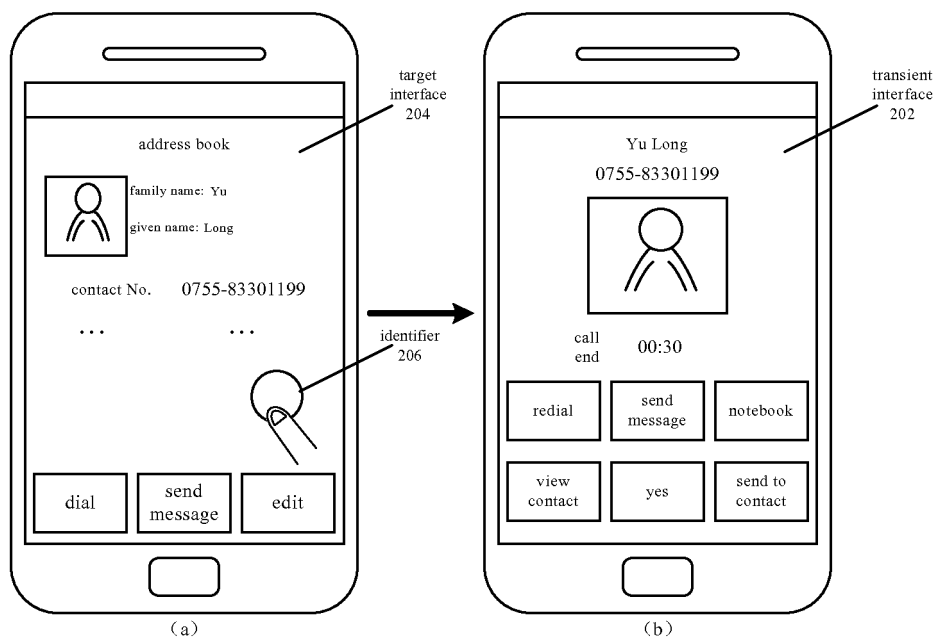 target
interface
204
address book
family name: Yu
given name: Long
contact No. 0755-83301199
... ...
identifier
206
dial
send
message
edit
(a)
transient
interface
202
Yu Long
0755-83301199
call
end
00:30
redial
send
message
notebook
view
contact
yes
send to
contact
(b)